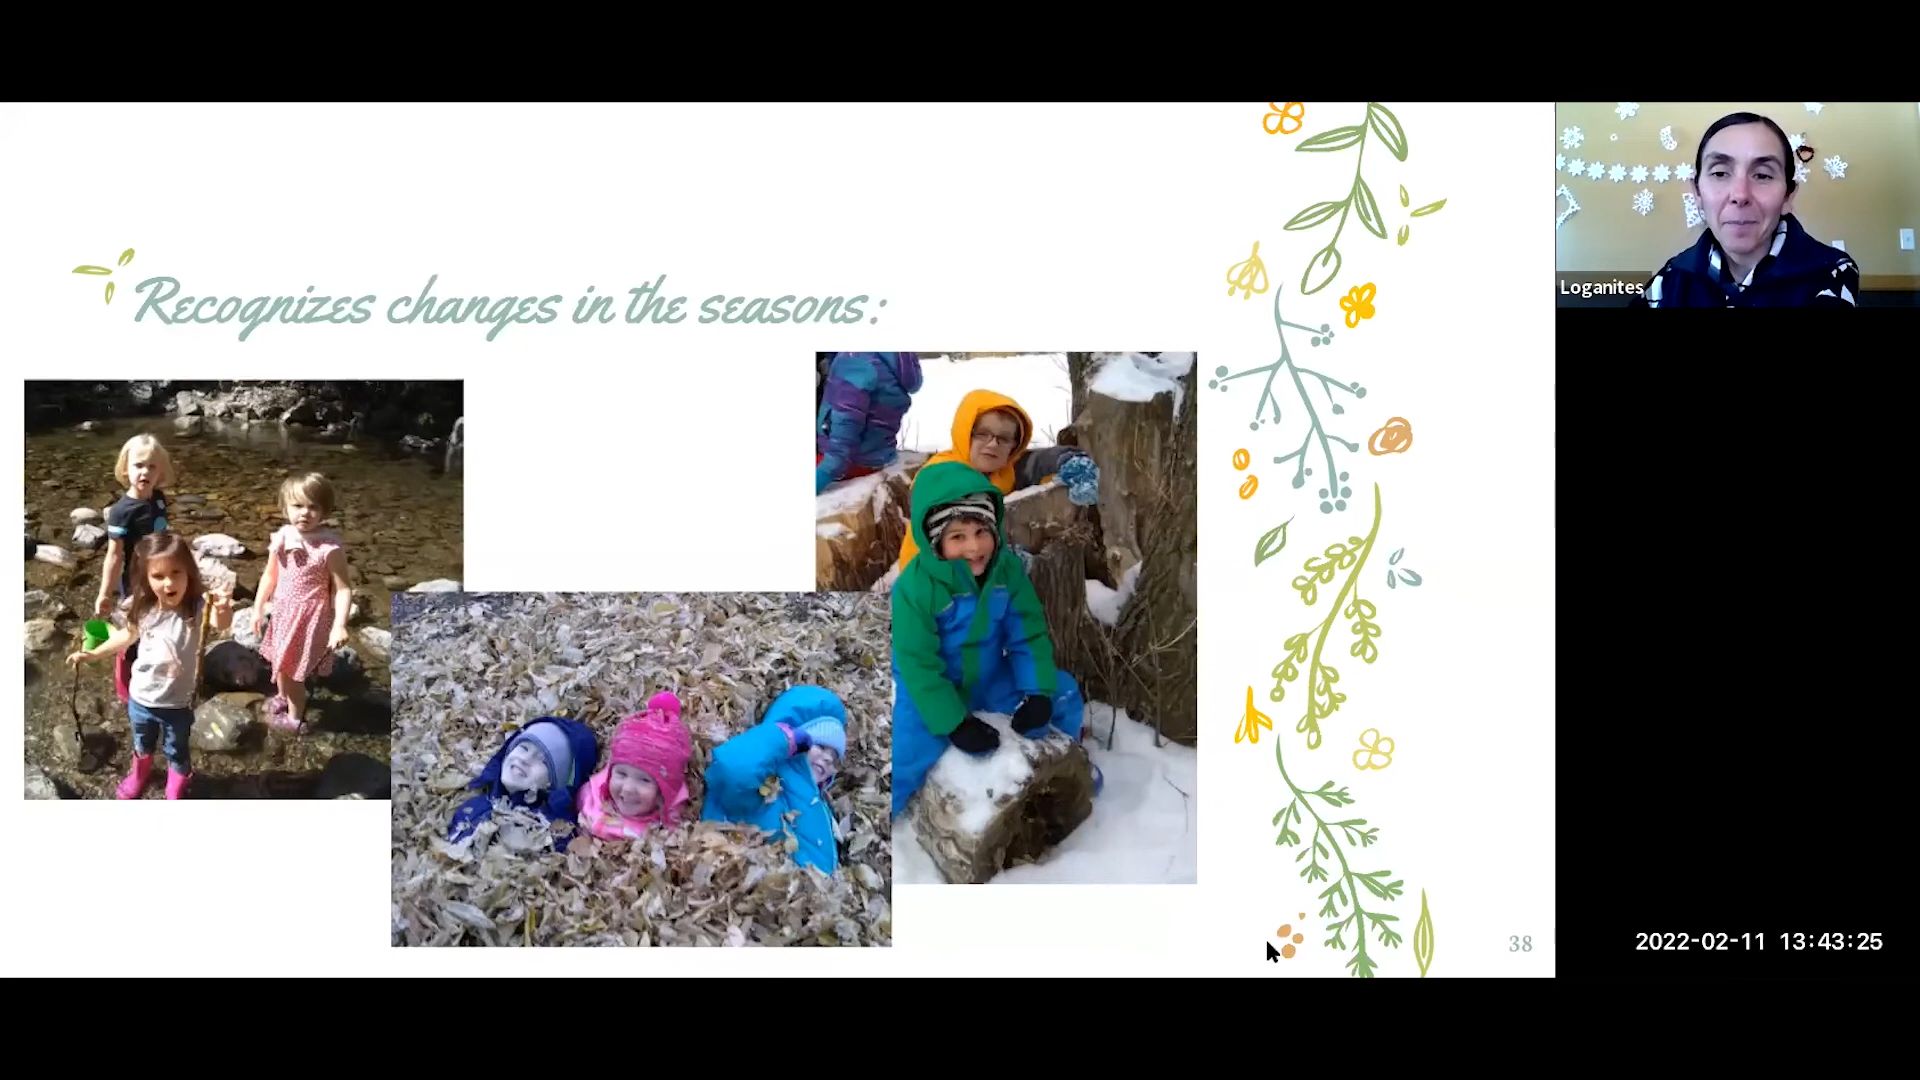 Recognizes changes in the seasons:
Loganites
38
2022-02-11 13:43:25